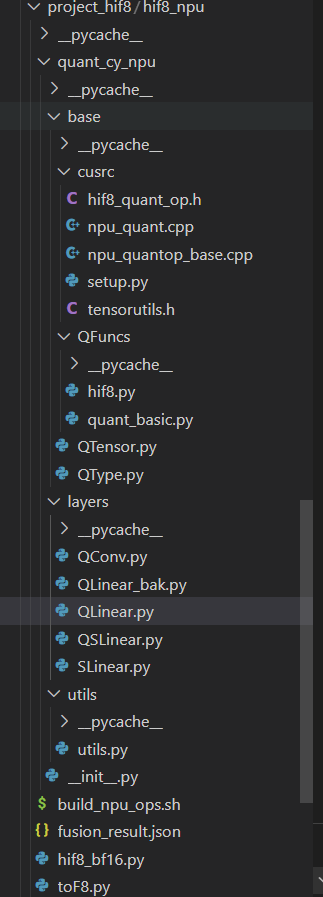 project_hif8 / hif8_npu
__pycache__
quant_cy_npu
__pycache__
base
__pycache__
cusrc
C hif8_quant_op.h
npu_quant.cpp
npu_quantop_base.cpp
setup.py
C tensorutils.h
QFuncs
__pycache__
hif8.py
quant_basic.py
QTensor.py
QType.py
layers
__pycache__
QConv.py
QLinear_bak.py
QLinear.py
QSLinear.py
SLinear.py
utils
__pycache__
utils.py
__init__.py
$ build_npu_ops.sh
{} fusion_result.json
hif8_bf16.py
toF8.py